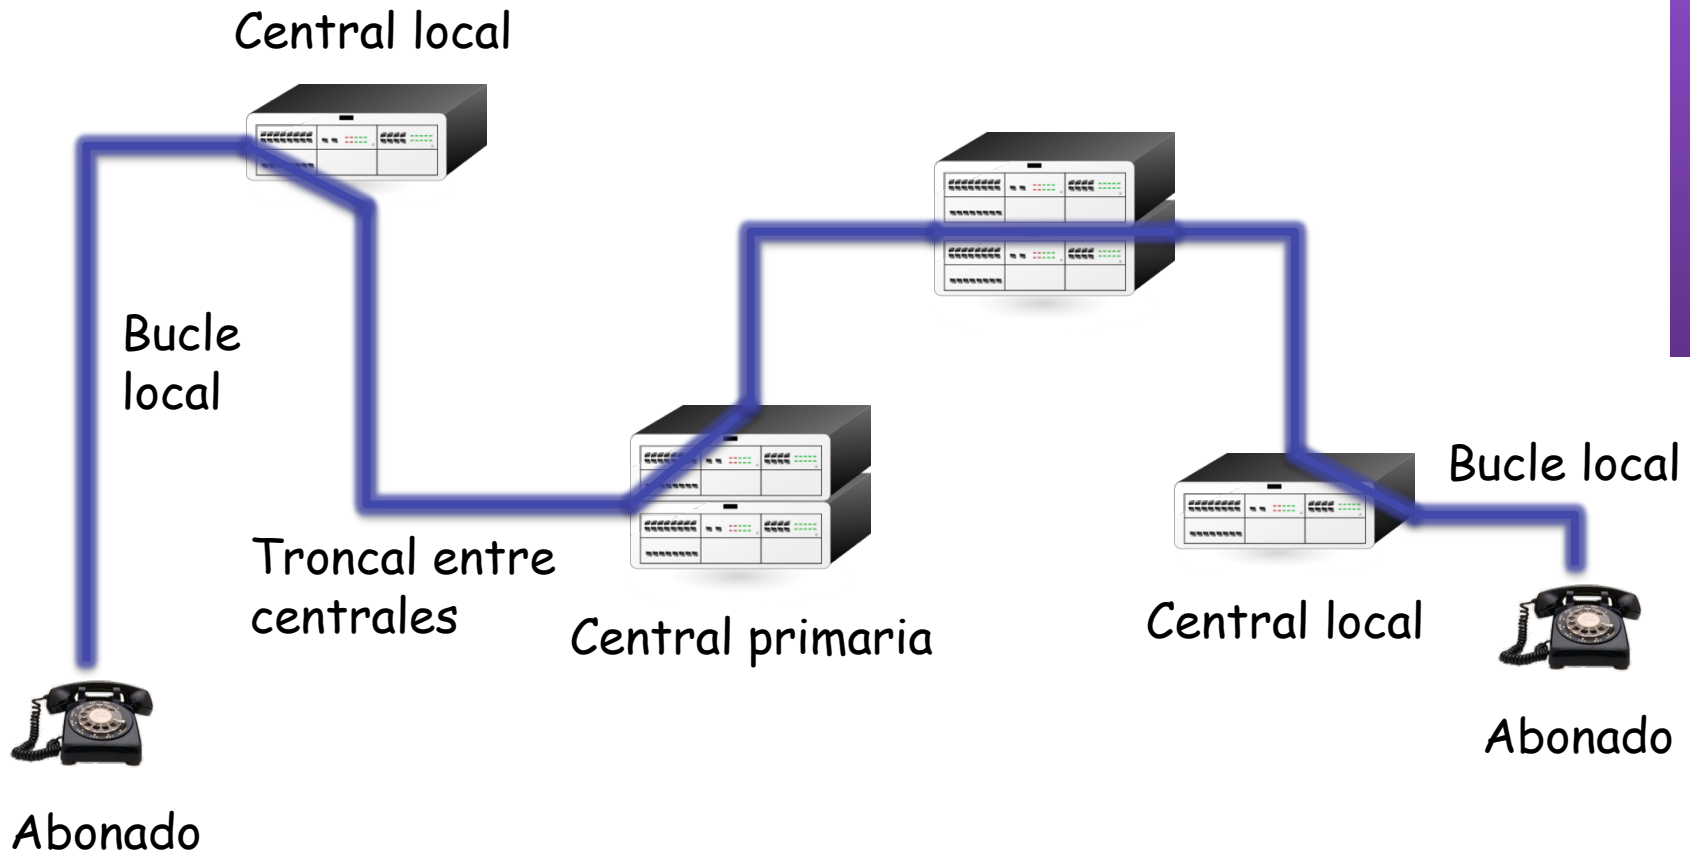 Central local
Bucle
local
Bucle local
Troncal entre
centrales
Central primaria
Central local
Abonado
Abonado